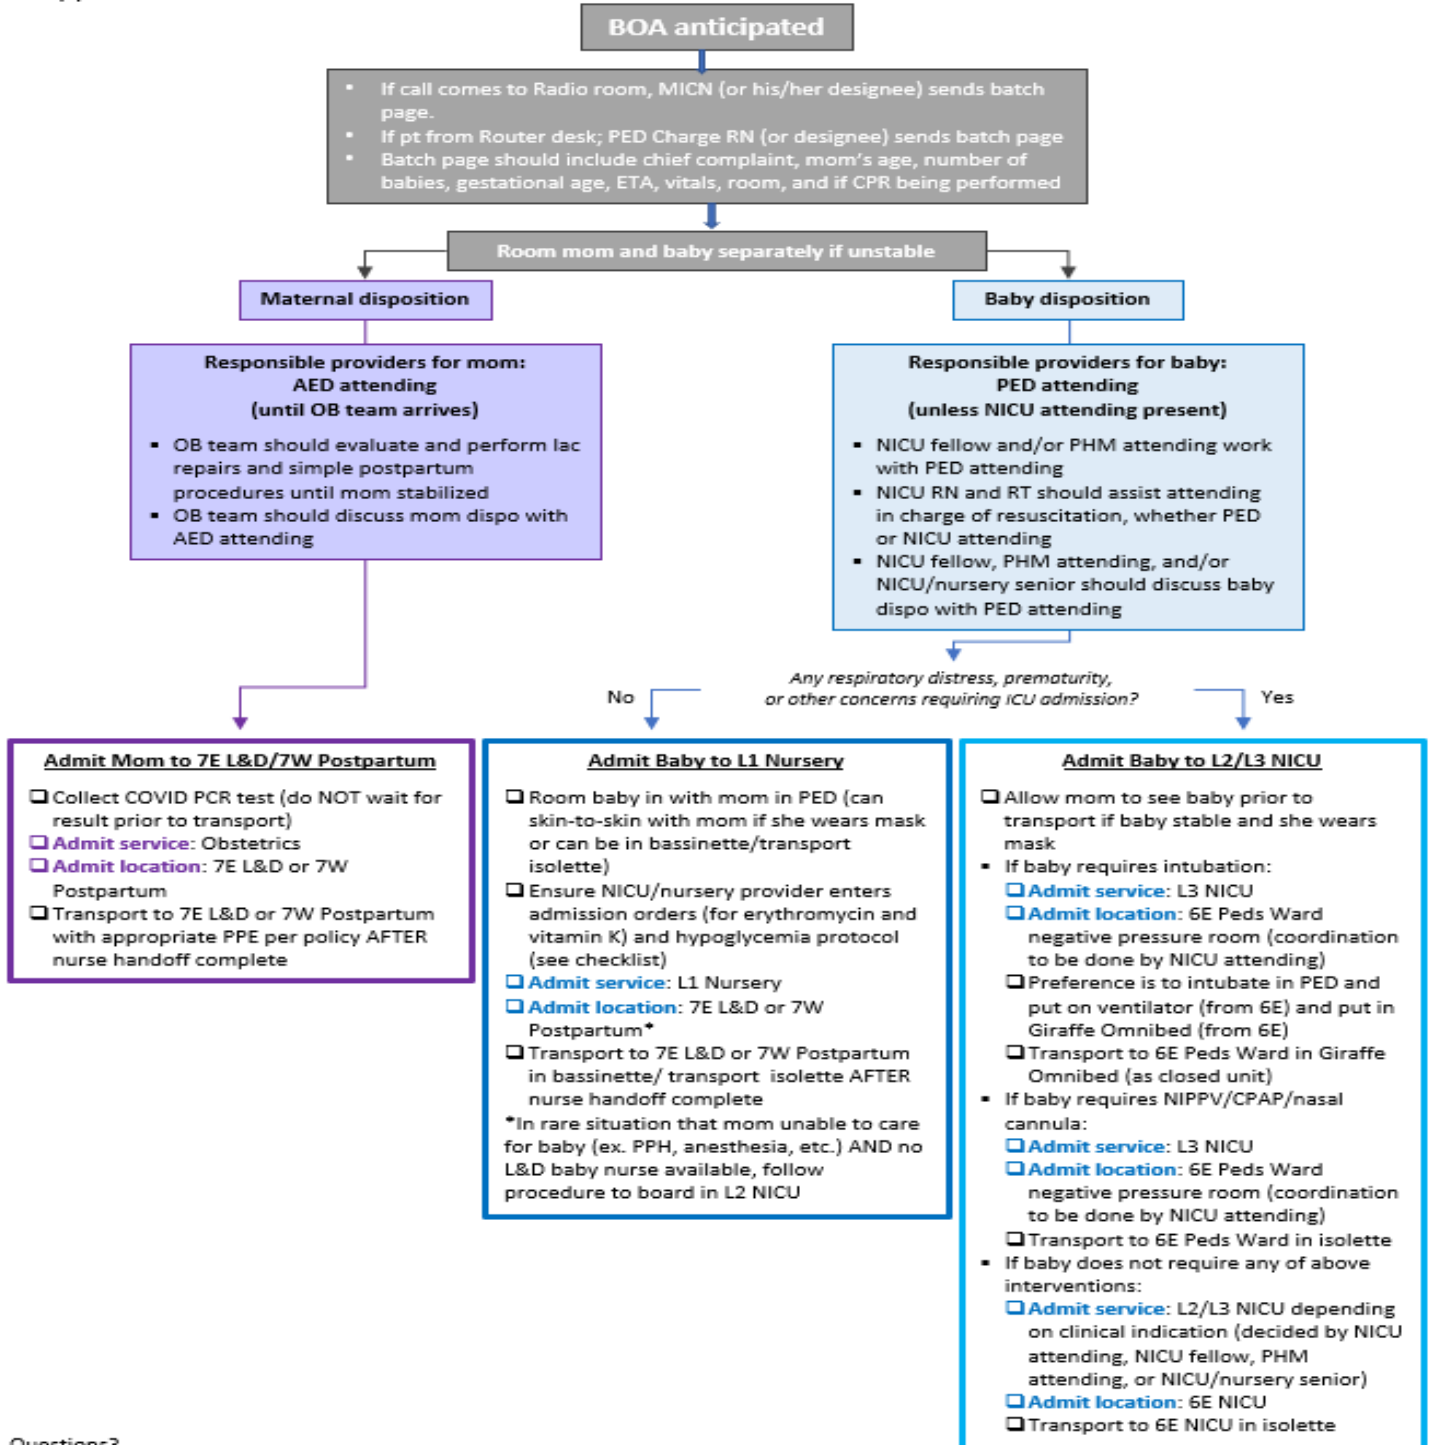 BOA anticipated
▪ If call comes to Radio room, MICN (or his/her designee) sends batch
page.
▪ If pt from Router desk; PED Charge RN (or designee) sends batch page
▪ Batch page should include chief complaint, mom's age, number of
babies, gestational age, ETA, vitals, room, and if CPR being performed
Room mom and baby separately if unstable
Maternal disposition
Responsible providers for mom:
AED attending
(until OB team arrives)
▪ OB team should evaluate and perform lac
repairs and simple postpartum
procedures until mom stabilized
▪ OB team should discuss mom dispo with
AED attending
Baby disposition
Responsible providers for baby:
PED attending
(unless NICU attending present)
▪ NICU fellow and/or PHM attending work
with PED attending
▪ NICU RN and RT should assist attending
in charge of resuscitation, whether PED
or NICU attending
▪ NICU fellow, PHM attending, and/or
NICU/nursery senior should discuss baby
dispo with PED attending
Any respiratory distress, prematurity,
or other concerns requiring ICU admission?
No
Yes
Admit Mom to 7E L&D/7W Postpartum
❑ Collect COVID PCR test (do NOT wait for
result prior to transport)
❑ Admit service: Obstetrics
❑ Admit location: 7E L&D or 7W
Postpartum
❑ Transport to 7E L&D or 7W Postpartum
with appropriate PPE per policy AFTER
nurse handoff complete
Admit Baby to L1 Nursery
❑ Room baby in with mom in PED (can
skin-to-skin with mom if she wears mask
or can be in bassinette/transport
isolette)
❑ Ensure NICU/nursery provider enters
admission orders (for erythromycin and
vitamin K) and hypoglycemia protocol
(see checklist)
❑ Admit service: L1 Nursery
❑ Admit location: 7E L&D or 7W
Postpartum*
❑ Transport to 7E L&D or 7W Postpartum
in bassinette/ transport isolette AFTER
nurse handoff complete
*In rare situation that mom unable to care
for baby (ex. PPH, anesthesia, etc.) AND no
L&D baby nurse available, follow
procedure to board in L2 NICU
Admit Baby to L2/L3 NICU
❑ Allow mom to see baby prior to
transport if baby stable and she wears
mask
▪ If baby requires intubation:
❑ Admit service: L3 NICU
❑ Admit location: 6E Peds Ward
negative pressure room (coordination
to be done by NICU attending)
❑ Preference is to intubate in PED and
put on ventilator (from 6E) and put in
Giraffe Omnibed (from 6E)
❑ Transport to 6E Peds Ward in Giraffe
Omnibed (as closed unit)
▪ If baby requires NIPPV/CPAP/nasal
cannula:
❑ Admit service: L3 NICU
❑ Admit location: 6E Peds Ward
negative pressure room (coordination
to be done by NICU attending)
❑ Transport to 6E Peds Ward in isolette
▪ If baby does not require any of above
interventions:
❑ Admit service: L2/L3 NICU depending
on clinical indication (decided by NICU
attending, NICU fellow, PHM
attending, or NICU/nursery senior)
❑ Admit location: 6E NICU
❑ Transport to 6E NICU in isolette
Questions?